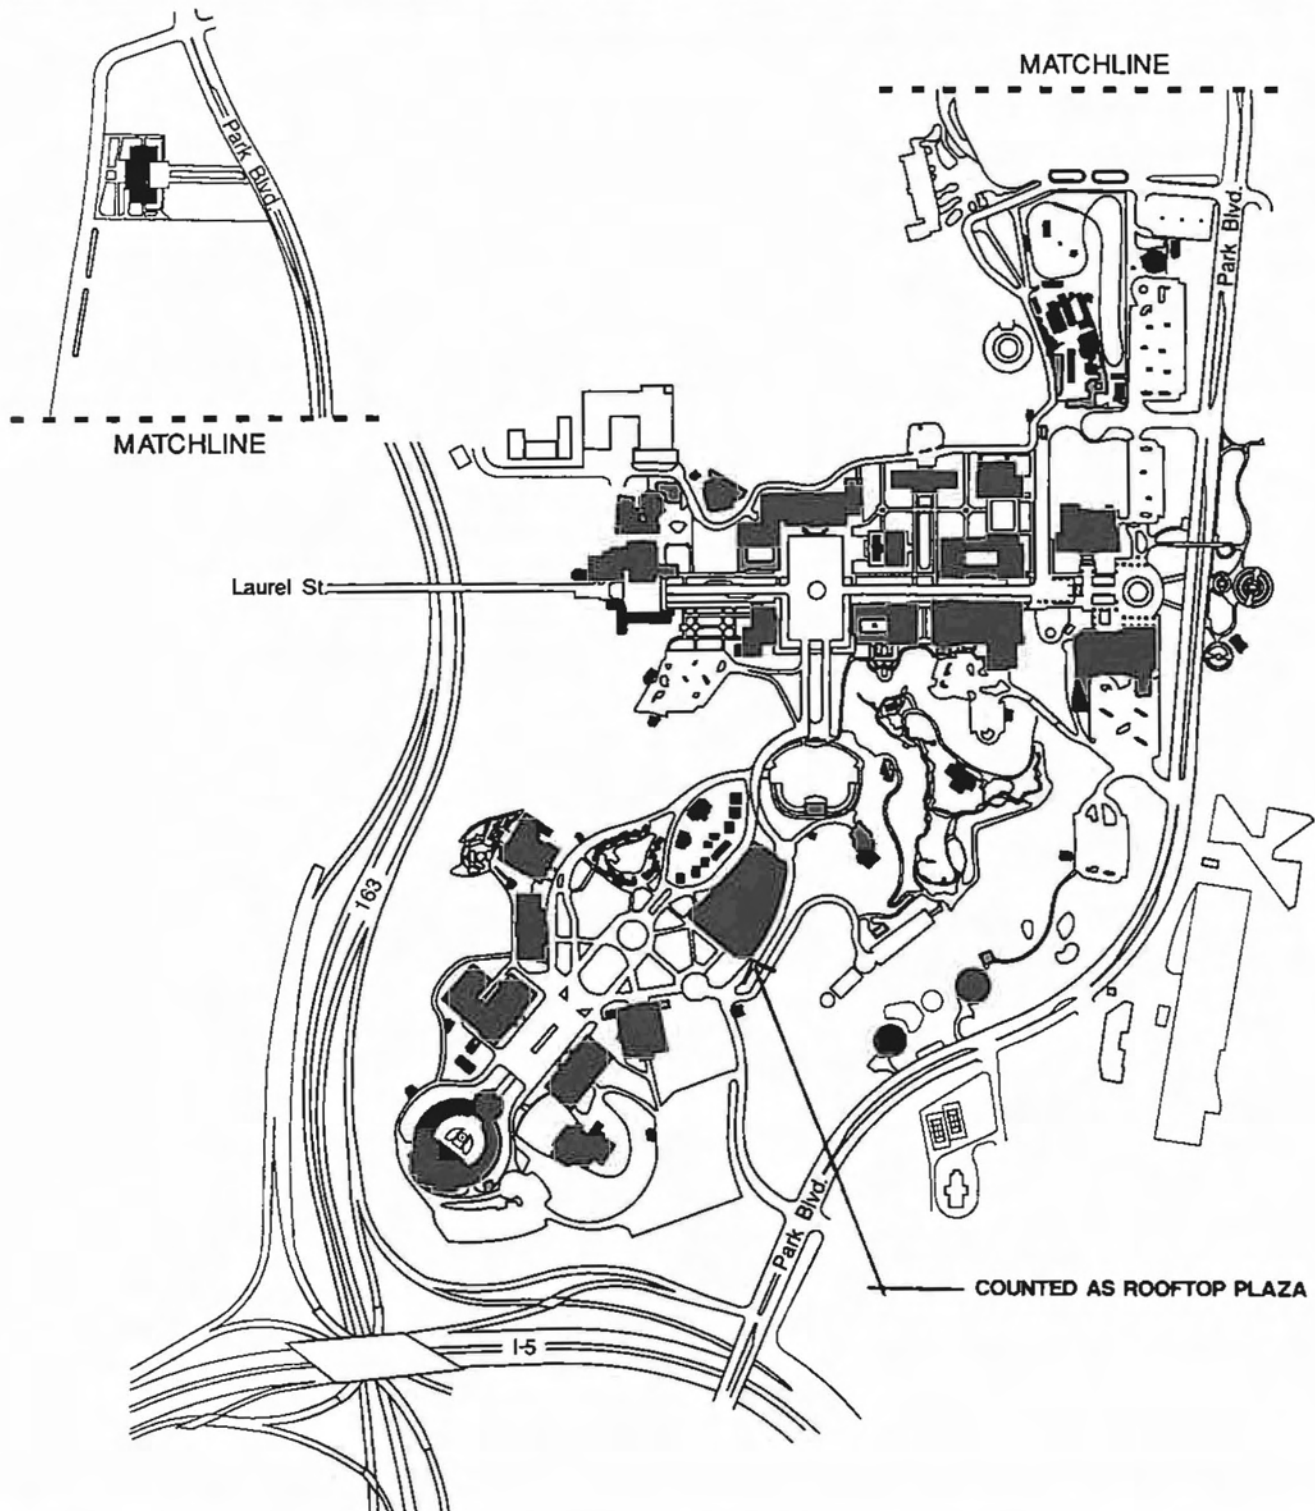 MATCHLINE
Park Blvd.
Park Blvd.
MATCHLINE
Laurel St.
163
Park Blvd.
COUNTED AS ROOFTOP PLAZA
I-5